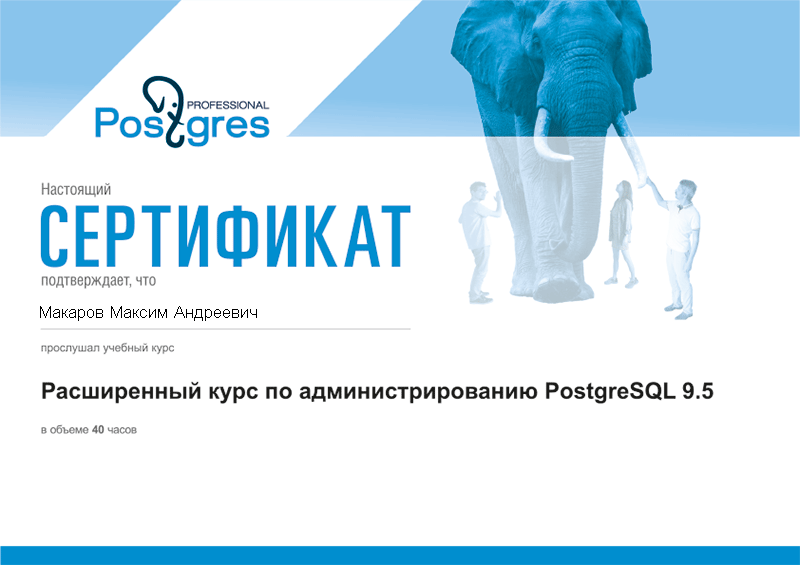 PROFESSIONAL
Postgres
Настоящий
СЕРТИФИКАТ
подтверждает, что
Макаров Максим Андреевич
прослушал учебный курс
Расширенный курс по администрированию PostgreSQL 9.5
в объеме 40 часов